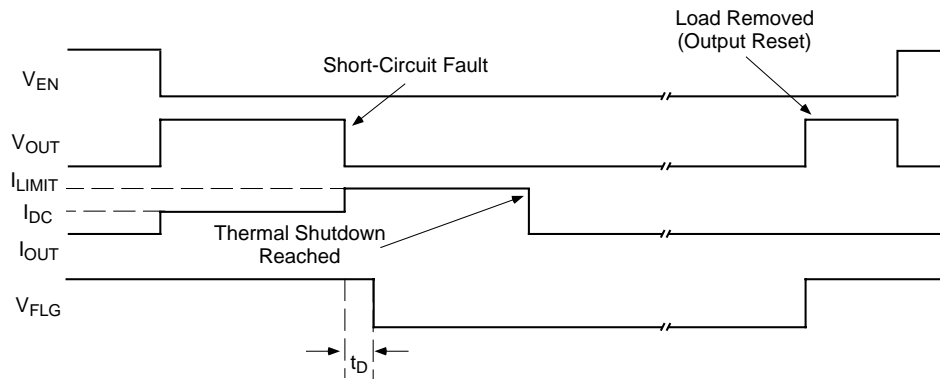 Load Removed
(Output Reset)
VEN
Short-Circuit Fault
VOUT
ILIMIT
IDC
Thermal Shutdown
Reached
IOUT
VFLG
tD